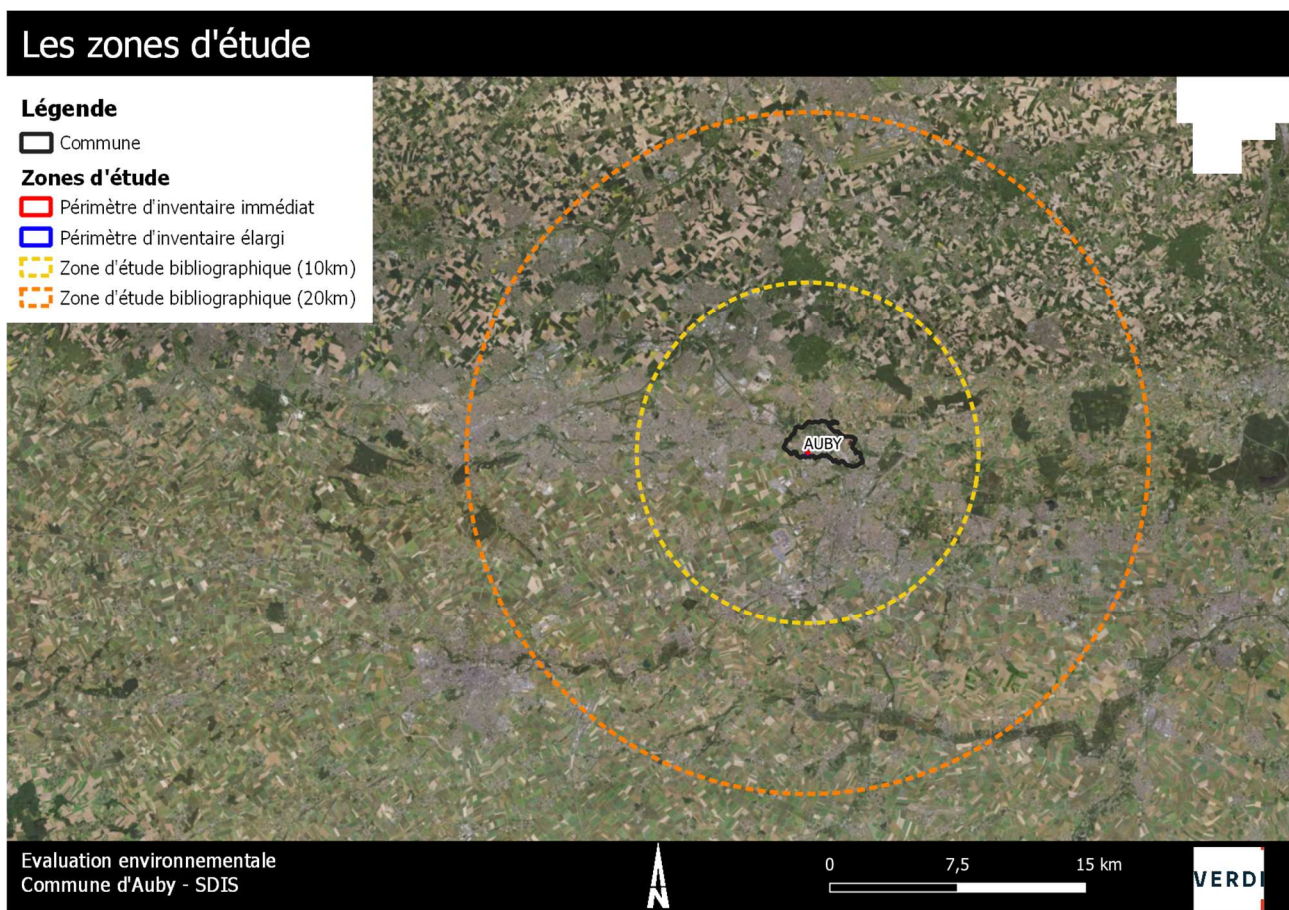 Les zones d'étude
Légende
Commune
Zones d'étude
Périmètre d'inventaire immédiat
Périmètre d'inventaire élargi
Zone d'étude bibliographique (10km)
Zone d'étude bibliographique (20km)
AUBY
Evaluation environnementale
Commune d'Auby - SDIS
N
0 7,5 15 km
VERDI